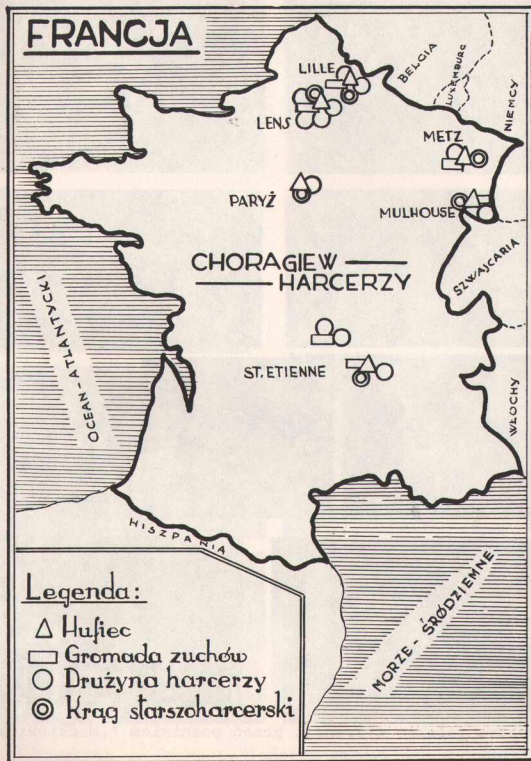 FRANCJA
LILLE
BELGIA
LUXEMBURG
NIEMCY
LENS
METZ
PARYŻ
MULHOUSE
CHORĄGIEW
HARCERZY
SZWAJCARIA
OCEAN-ATLANTYCKI
ST. ETIENNE
WŁOCHY
HISZPANIA
MORZE-ŚRÓDZIEMNE
Legenda:
Hufiec
Gromada zuchów
Drużyna harcerzy
Krąg starszoharcerski